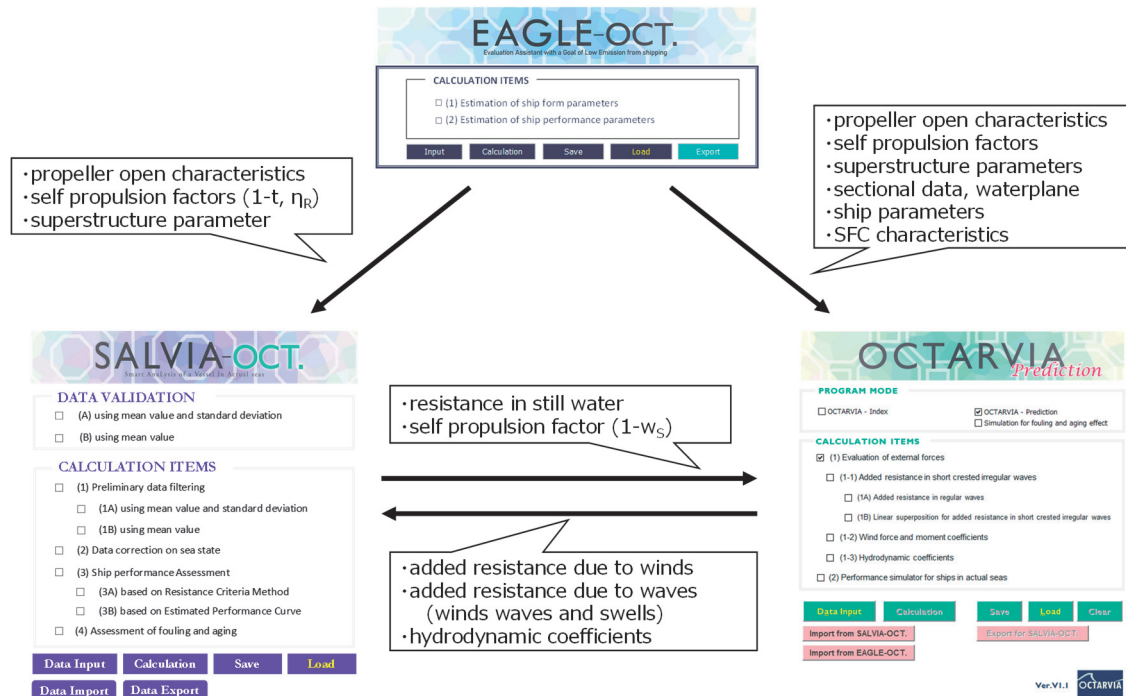 EAGLE-OCT.
Evaluation Assistant with a Goal of Low Emission from shipping
CALCULATION ITEMS
(1) Estimation of ship form parameters
(2) Estimation of ship performance parameters
Input Calculation Save Load Export
・propeller open characteristics
・self propulsion factors (1-t, ηR)
・superstructure parameter
・propeller open characteristics
・self propulsion factors
・superstructure parameters
・sectional data, waterplane
・ship parameters
・SFC characteristics
SALVIA-OCT.
Smart AnaLysis of a Vessel In Actual seas
DATA VALIDATION
(A) using mean value and standard deviation
(B) using mean value
CALCULATION ITEMS
(1) Preliminary data filtering
(1A) using mean value and standard deviation
(1B) using mean value
(2) Data correction on sea state
(3) Ship performance Assessment
(3A) based on Resistance Criteria Method
(3B) based on Estimated Performance Curve
(4) Assessment of fouling and aging
Data Input Calculation Save Load
Data Import Data Export
・resistance in still water
・self propulsion factor (1-wS)
・added resistance due to winds
・added resistance due to waves
(winds waves and swells)
・hydrodynamic coefficients
OCTARVIA
Prediction
PROGRAM MODE
OCTARVIA - Index OCTARVIA - Prediction
Simulation for fouling and aging effect
CALCULATION ITEMS
(1) Evaluation of external forces
(1-1) Added resistance in short crested irregular waves
(1A) Added resistance in regular waves
(1B) Linear superposition for added resistance in short crested irregular waves
(1-2) Wind force and moment coefficients
(1-3) Hydrodynamic coefficients
(2) Performance simulator for ships in actual seas
Data Input Calculation Save Load Clear
Import from SALVIA-OCT. Export for SALVIA-OCT.
Import from EAGLE-OCT.
Ver.V1.1 OCTARVIA